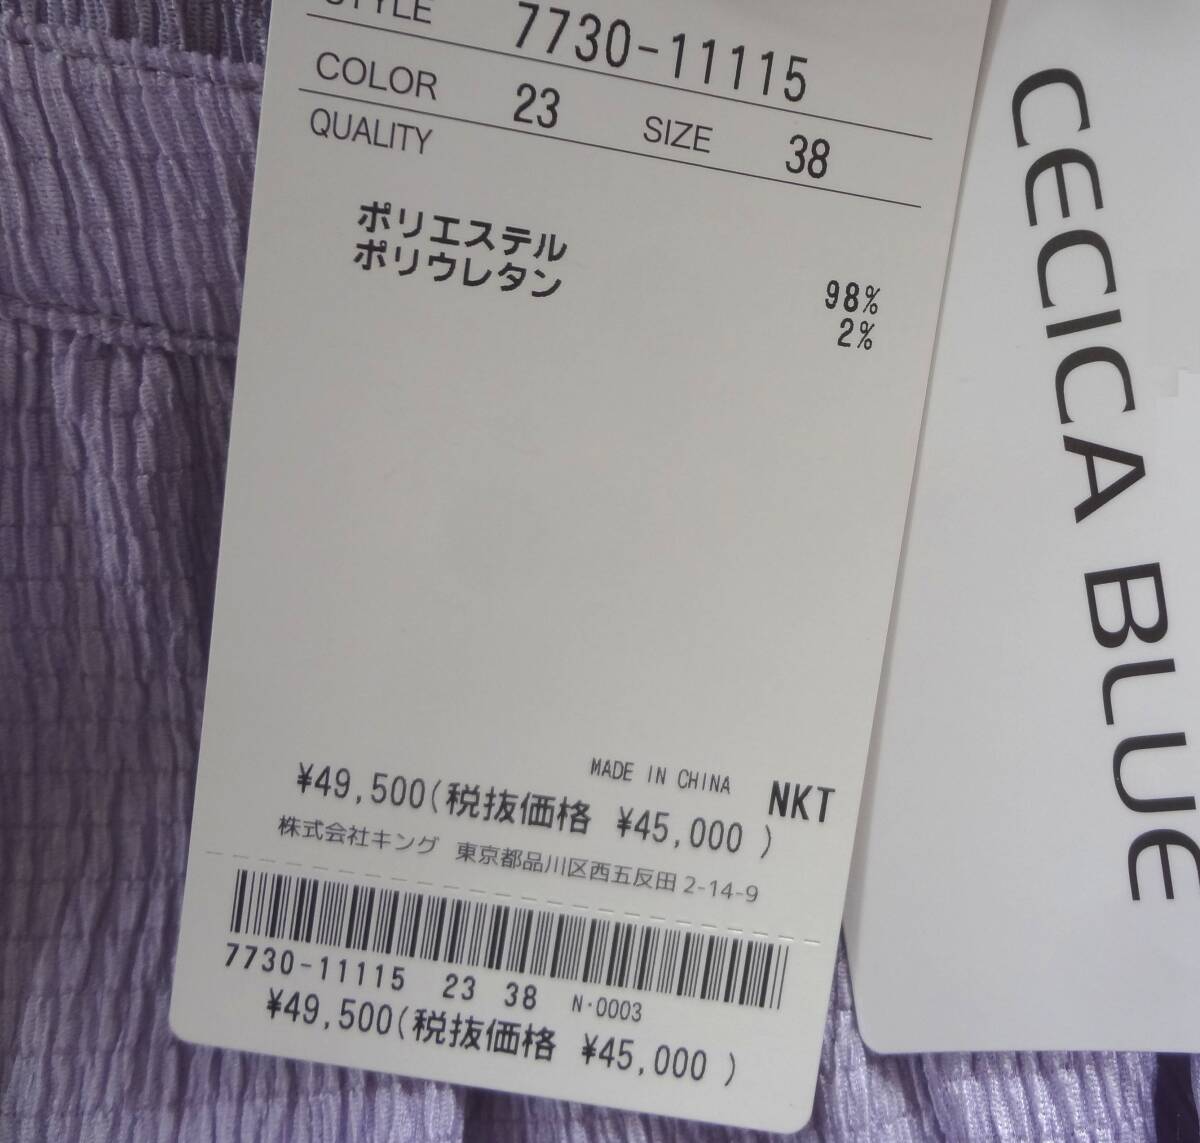 STYLE 7730-11115
COLOR 23 SIZE 38
QUALITY
ポリエステル 98%
ポリウレタン 2%
MADE IN CHINA NKT
¥49,500(税抜価格 ¥45,000 )
株式会社キング 東京都品川区西五反田2-14-9
7730-11115 23 38 N·0003
¥49,500(税抜価格 ¥45,000 )
CECICA BLUE